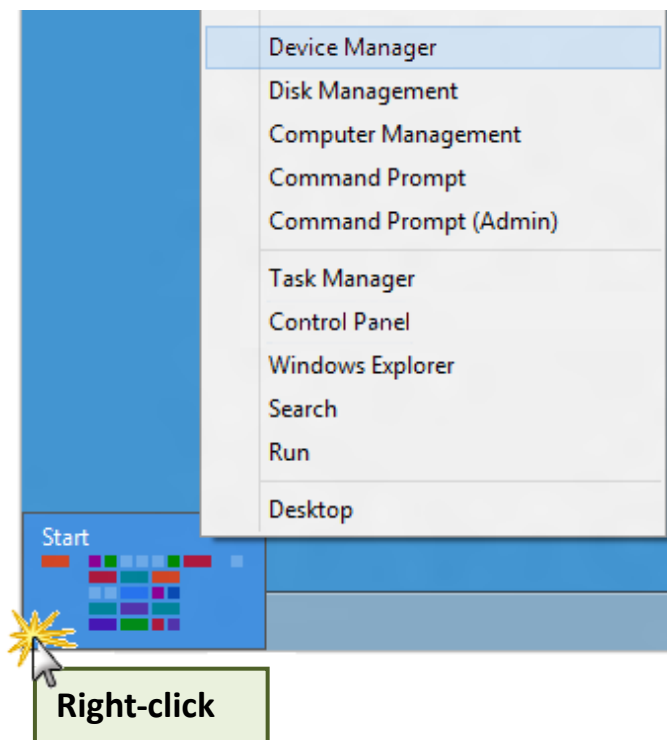 Device Manager
Disk Management
Computer Management
Command Prompt
Command Prompt (Admin)
Task Manager
Control Panel
Windows Explorer
Search
Run
Desktop
Start
Right-click